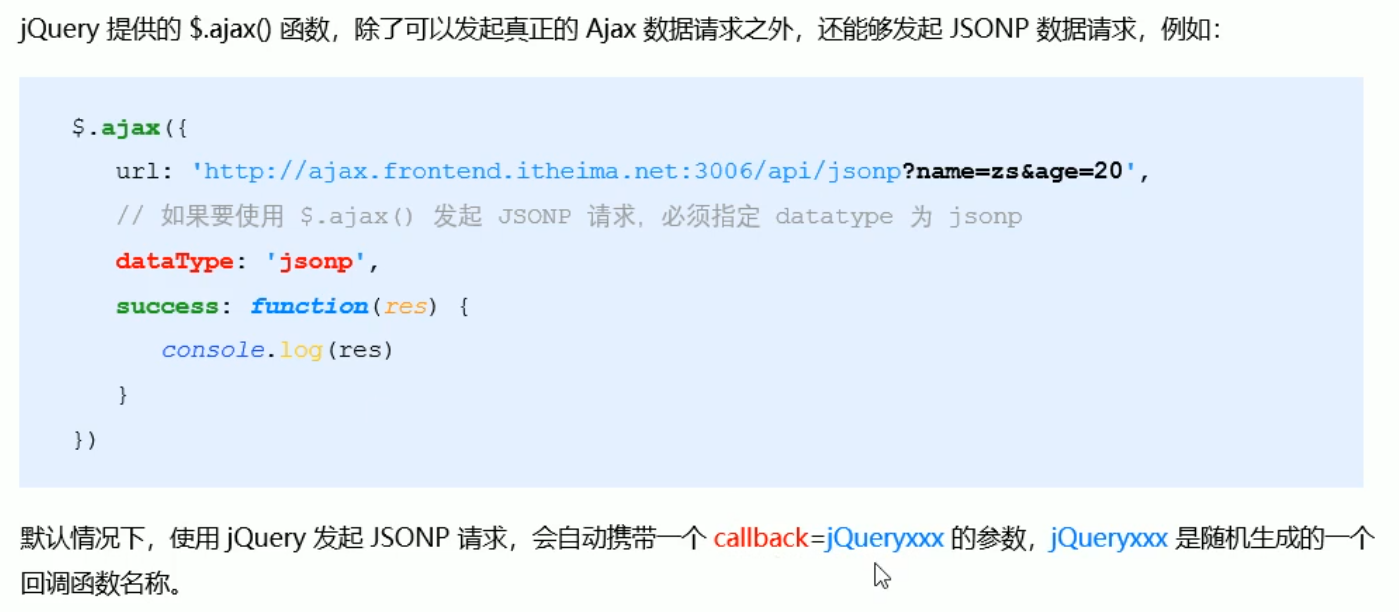 jQuery 提供的 $.ajax() 函数，除了可以发起真正的 Ajax 数据请求之外，还能够发起 JSONP 数据请求，例如：
$.ajax({
   url: 'http://ajax.frontend.itheima.net:3006/api/jsonp?name=zs&age=20',
   // 如果要使用 $.ajax() 发起 JSONP 请求，必须指定 datatype 为 jsonp
   dataType: 'jsonp',
   success: function(res) {
      console.log(res)
   }
})
默认情况下，使用 jQuery 发起 JSONP 请求，会自动携带一个 callback=jQueryxxx 的参数，jQueryxxx 是随机生成的一个
回调函数名称。